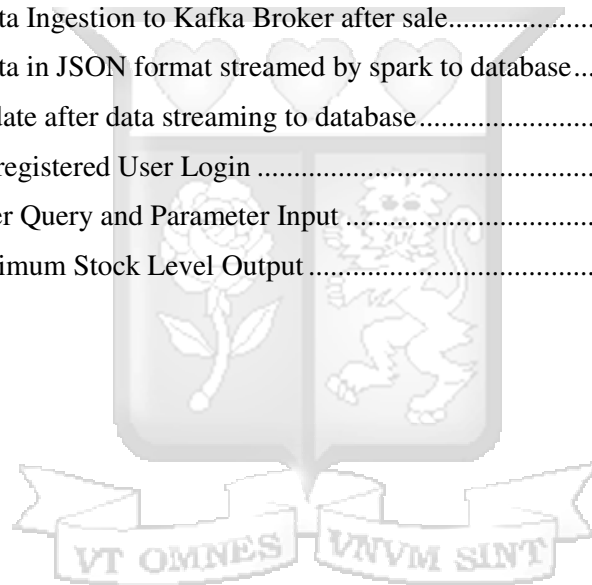 ta Ingestion to Kafka Broker after sale..................
ta in JSON format streamed by spark to database...
date after data streaming to database.......................
registered User Login ..............................................
er Query and Parameter Input ..................................
imum Stock Level Output ........................................
VT OMNES VNVM SINT